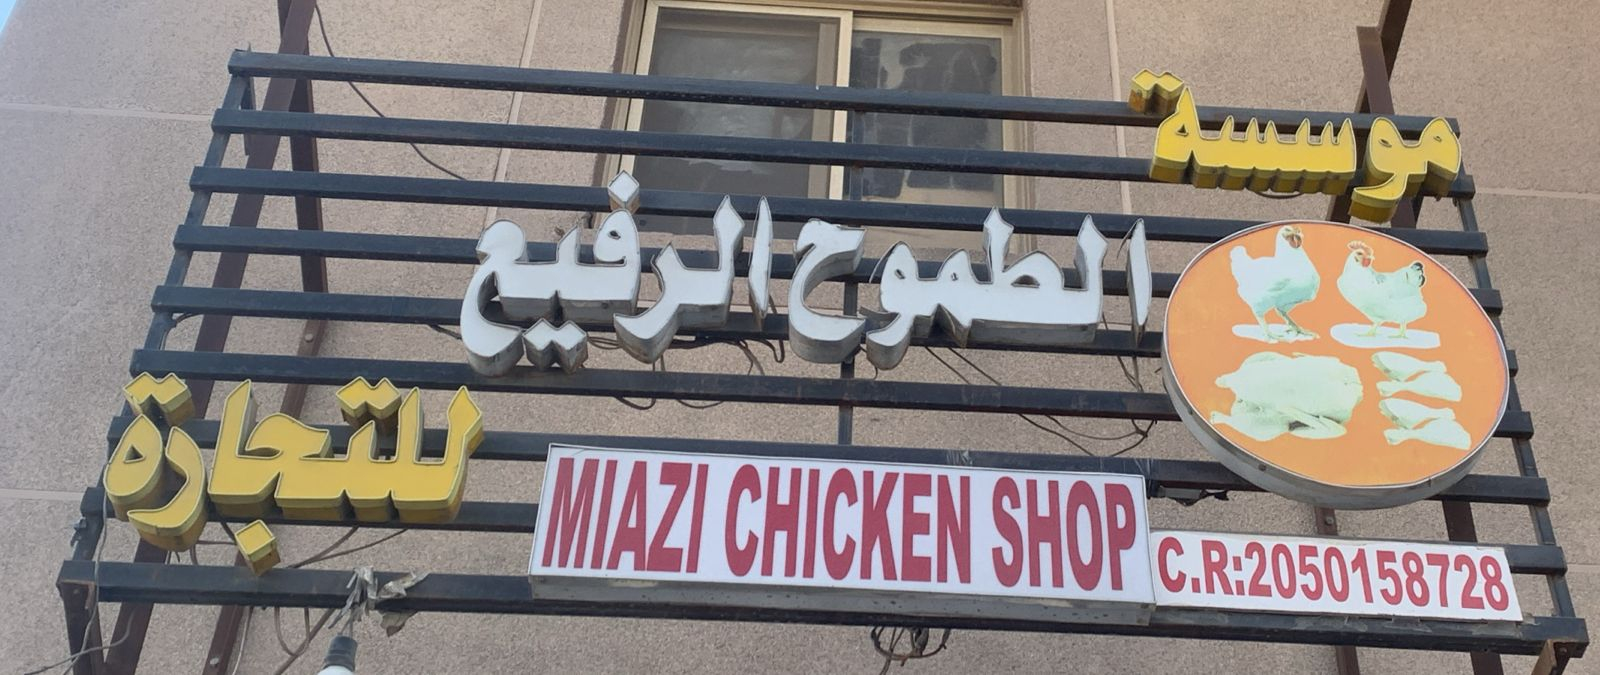 موسسة
الطموح الرفيع
للتجارة
MIAZI CHICKEN SHOP
C.R:2050158728